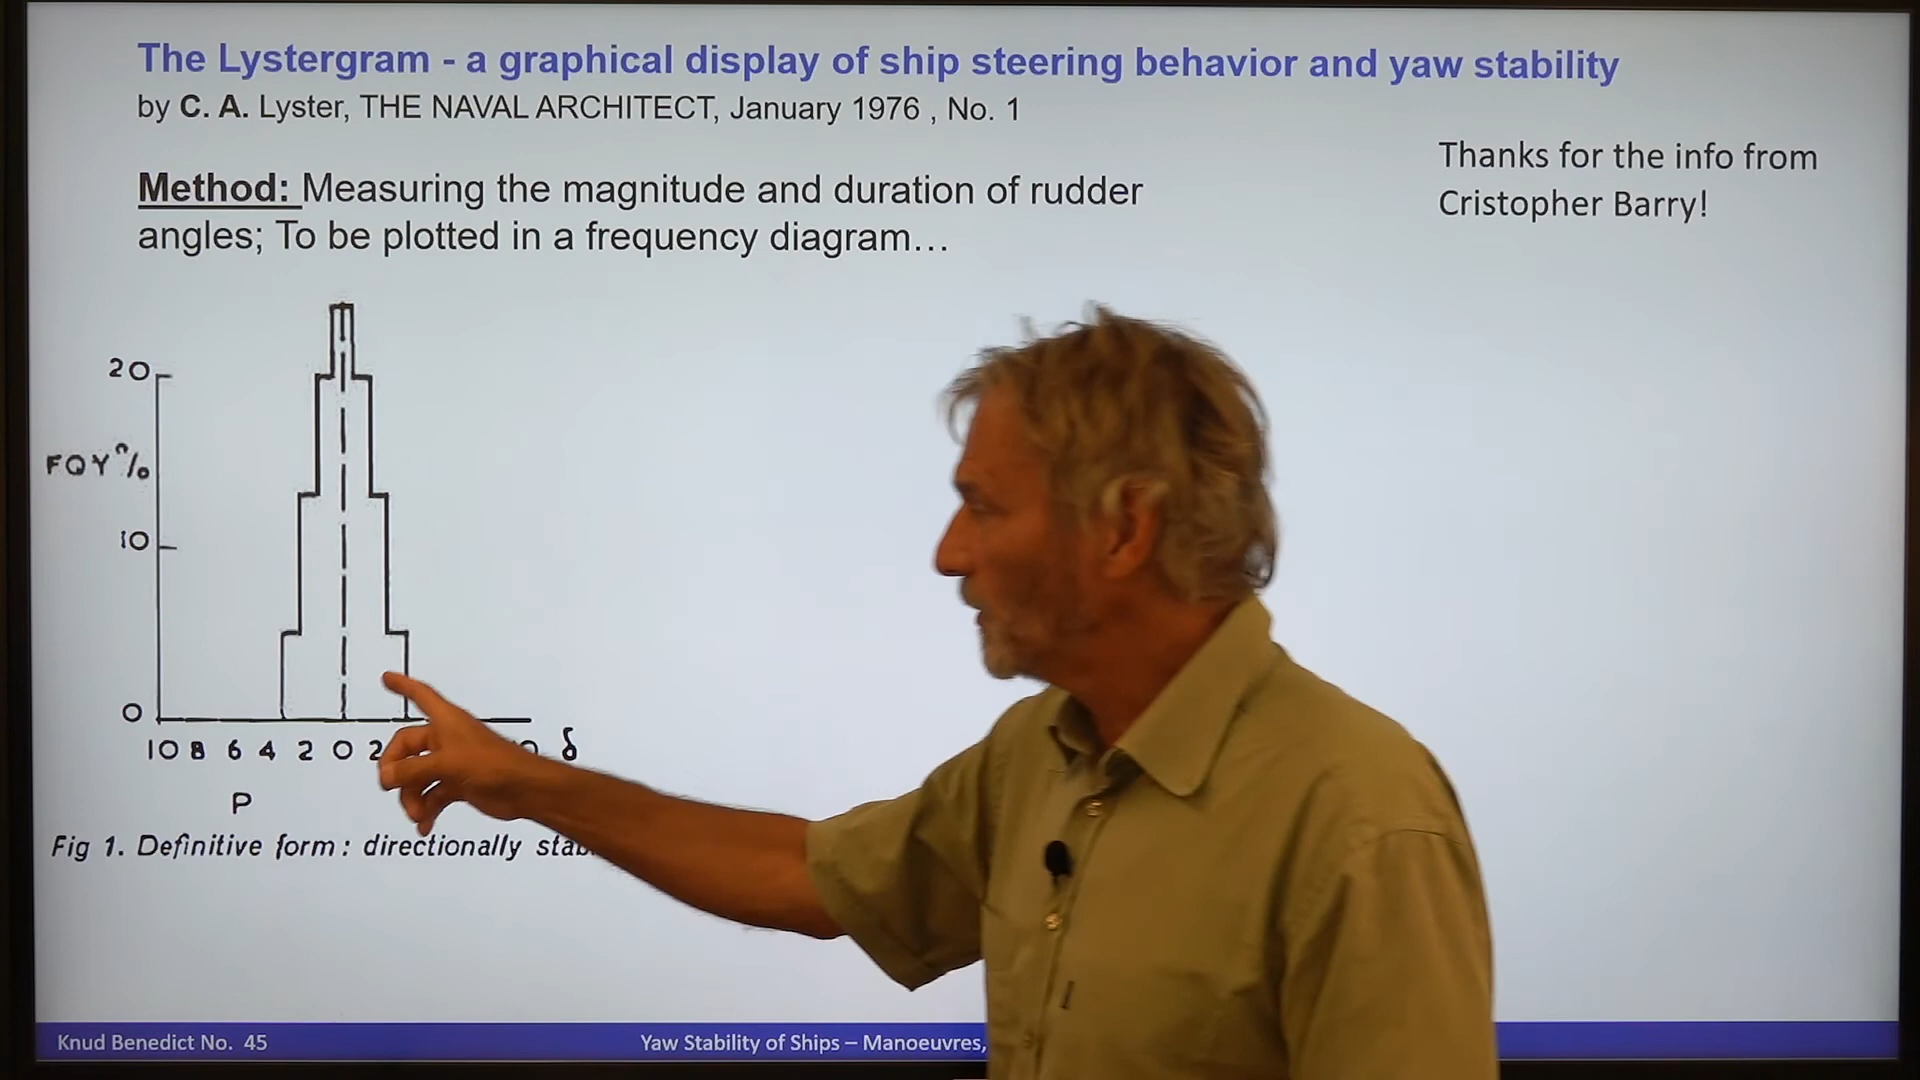 The Lystergram - a graphical display of ship steering behavior and yaw stability
by C. A. Lyster, THE NAVAL ARCHITECT, January 1976 , No. 1
Thanks for the info from
Cristopher Barry!
Method: Measuring the magnitude and duration of rudder
angles; To be plotted in a frequency diagram…
20
FQY %
10
0
10 8 6 4 2 0 2 δ
P
Fig 1. Definitive form: directionally
Knud Benedict No. 45
Yaw Stability of Ships – Manoeuvres,